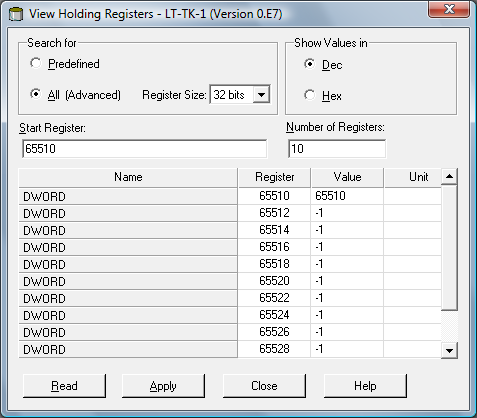 View Holding Registers - LT-TK-1 (Version 0.E7)
Search for
Predefined
All (Advanced) Register Size: 32 bits
Show Values in
Dec
Hex
Start Register:
65510
Number of Registers:
10
Name Register Value Unit
DWORD 65510 65510
DWORD 65512 -1
DWORD 65514 -1
DWORD 65516 -1
DWORD 65518 -1
DWORD 65520 -1
DWORD 65522 -1
DWORD 65524 -1
DWORD 65526 -1
DWORD 65528 -1
Read Apply Close Help